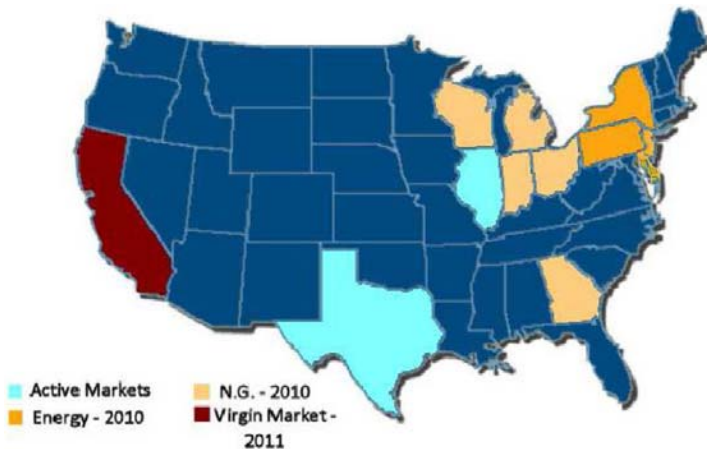 Active Markets
N.G. - 2010
Energy - 2010
Virgin Market -
2011